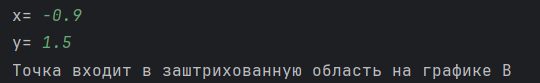 x= -0.9
y= 1.5
Точка входит в заштрихованную область на графике В